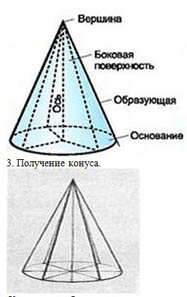 Вершина
Боковая
поверхность
Ось
Образующая
Основание
3. Получение конуса.